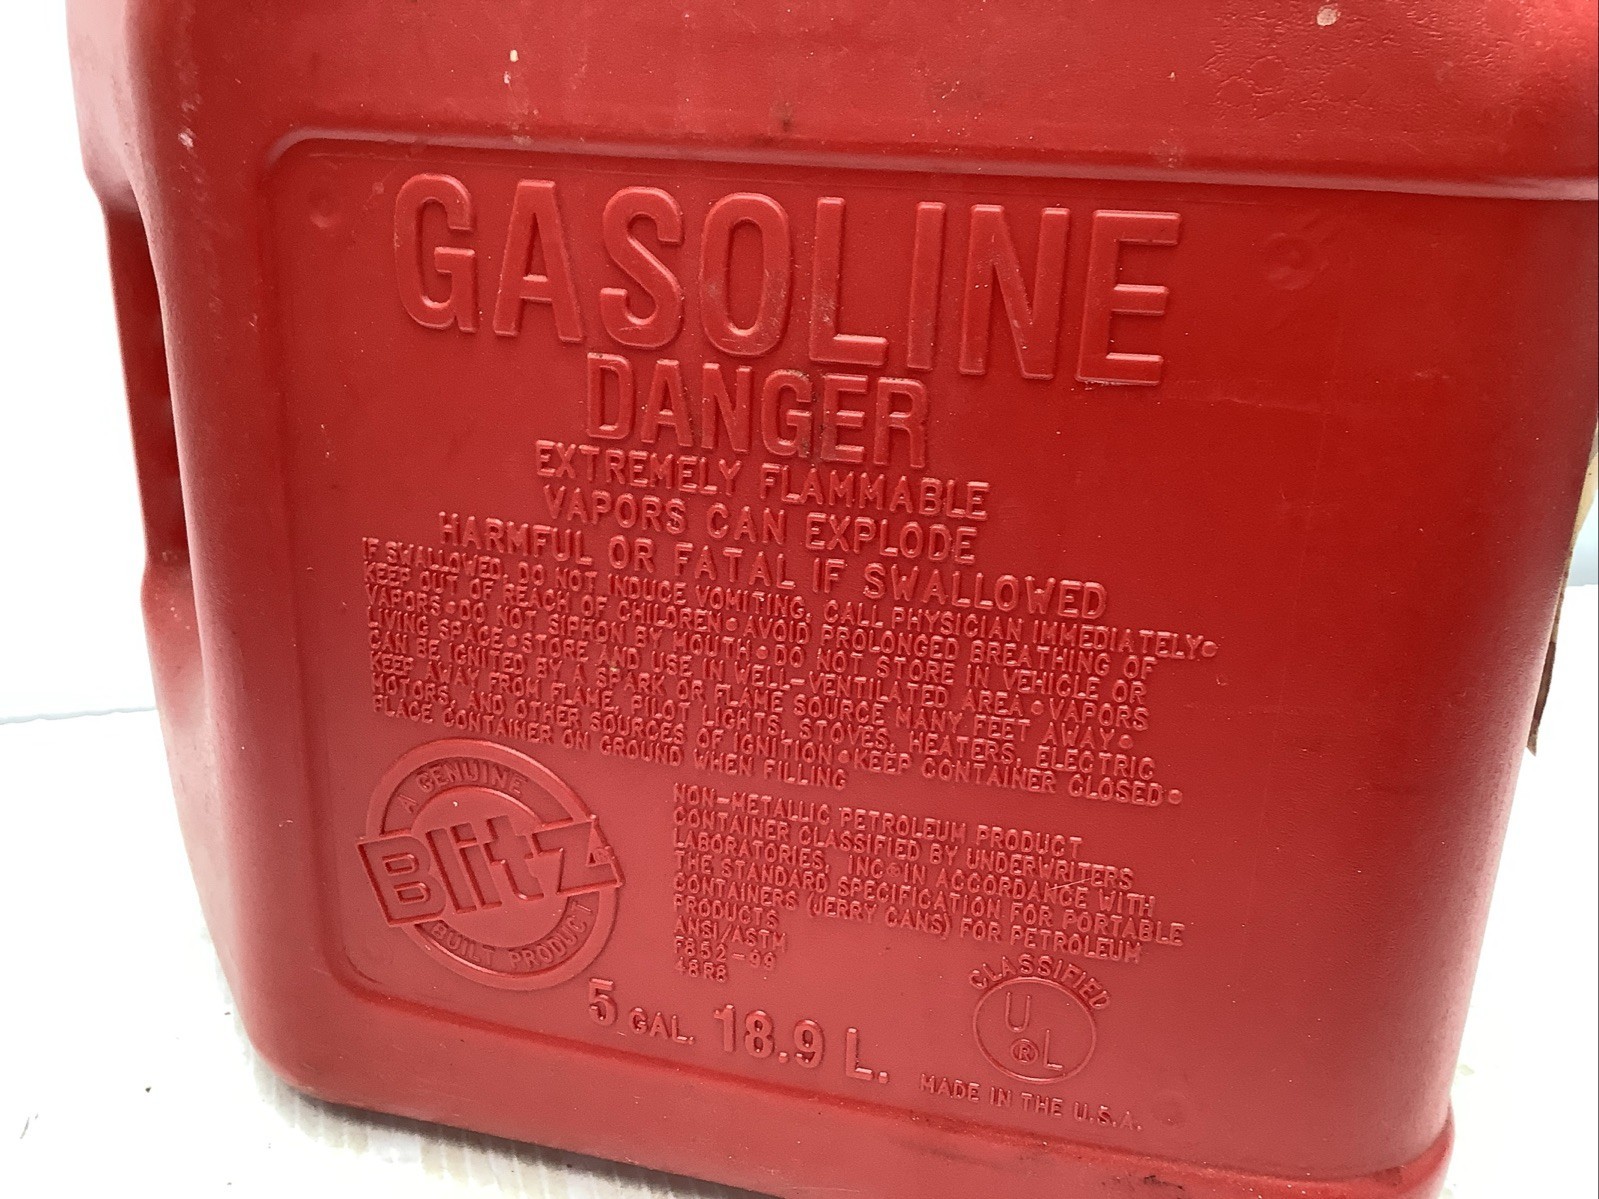 GASOLINE
DANGER
EXTREMELY FLAMMABLE
VAPORS CAN EXPLODE
HARMFUL OR FATAL IF SWALLOWED
IF SWALLOWED, DO NOT INDUCE VOMITING, CALL PHYSICIAN IMMEDIATELY•
KEEP OUT OF REACH OF CHILDREN•AVOID PROLONGED BREATHING OF
VAPORS•DO NOT SIPHON BY MOUTH•DO NOT STORE IN VEHICLE OR
LIVING SPACE•STORE AND USE IN WELL-VENTILATED AREA•VAPORS
CAN BE IGNITED BY A SPARK OR FLAME SOURCE MANY FEET AWAY•
KEEP AWAY FROM FLAME, PILOT LIGHTS, STOVES, HEATERS, ELECTRIC
MOTORS, AND OTHER SOURCES OF IGNITION•KEEP CONTAINER CLOSED•
PLACE CONTAINER ON GROUND WHEN FILLING
A GENUINE
Blitz
BUILT PRODUCT
NON-METALLIC PETROLEUM PRODUCT
CONTAINER CLASSIFIED BY UNDERWRITERS
LABORATORIES, INC® IN ACCORDANCE WITH
THE STANDARD SPECIFICATION FOR PORTABLE
CONTAINERS (JERRY CANS) FOR PETROLEUM
PRODUCTS
ANSI/ASTM
F852-99
48R8
5 GAL. 18.9 L.
CLASSIFIED
UL®
MADE IN THE U.S.A.